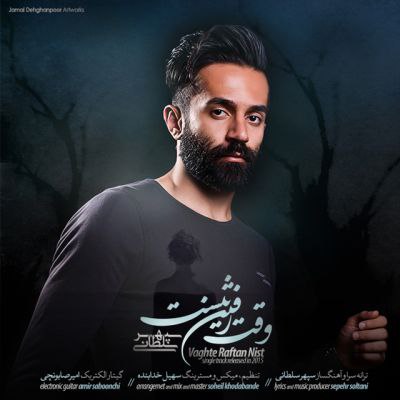 Jamal Dehghanpoor Artworks
وقت رفتن نیست
سپهر سلطانی
Vaghte Raftan Nist
single track released in 2015
ترانه سرا و آهنگساز سپهر سلطانی // تنظیم، میکس و مسترینگ سهیل خدابنده // گیتار الکتریک امیر صابونچی
electronic guitar amir saboonchi // arrangemet and mix and master soheil khodabande // lyrics and music producer sepehr soltani